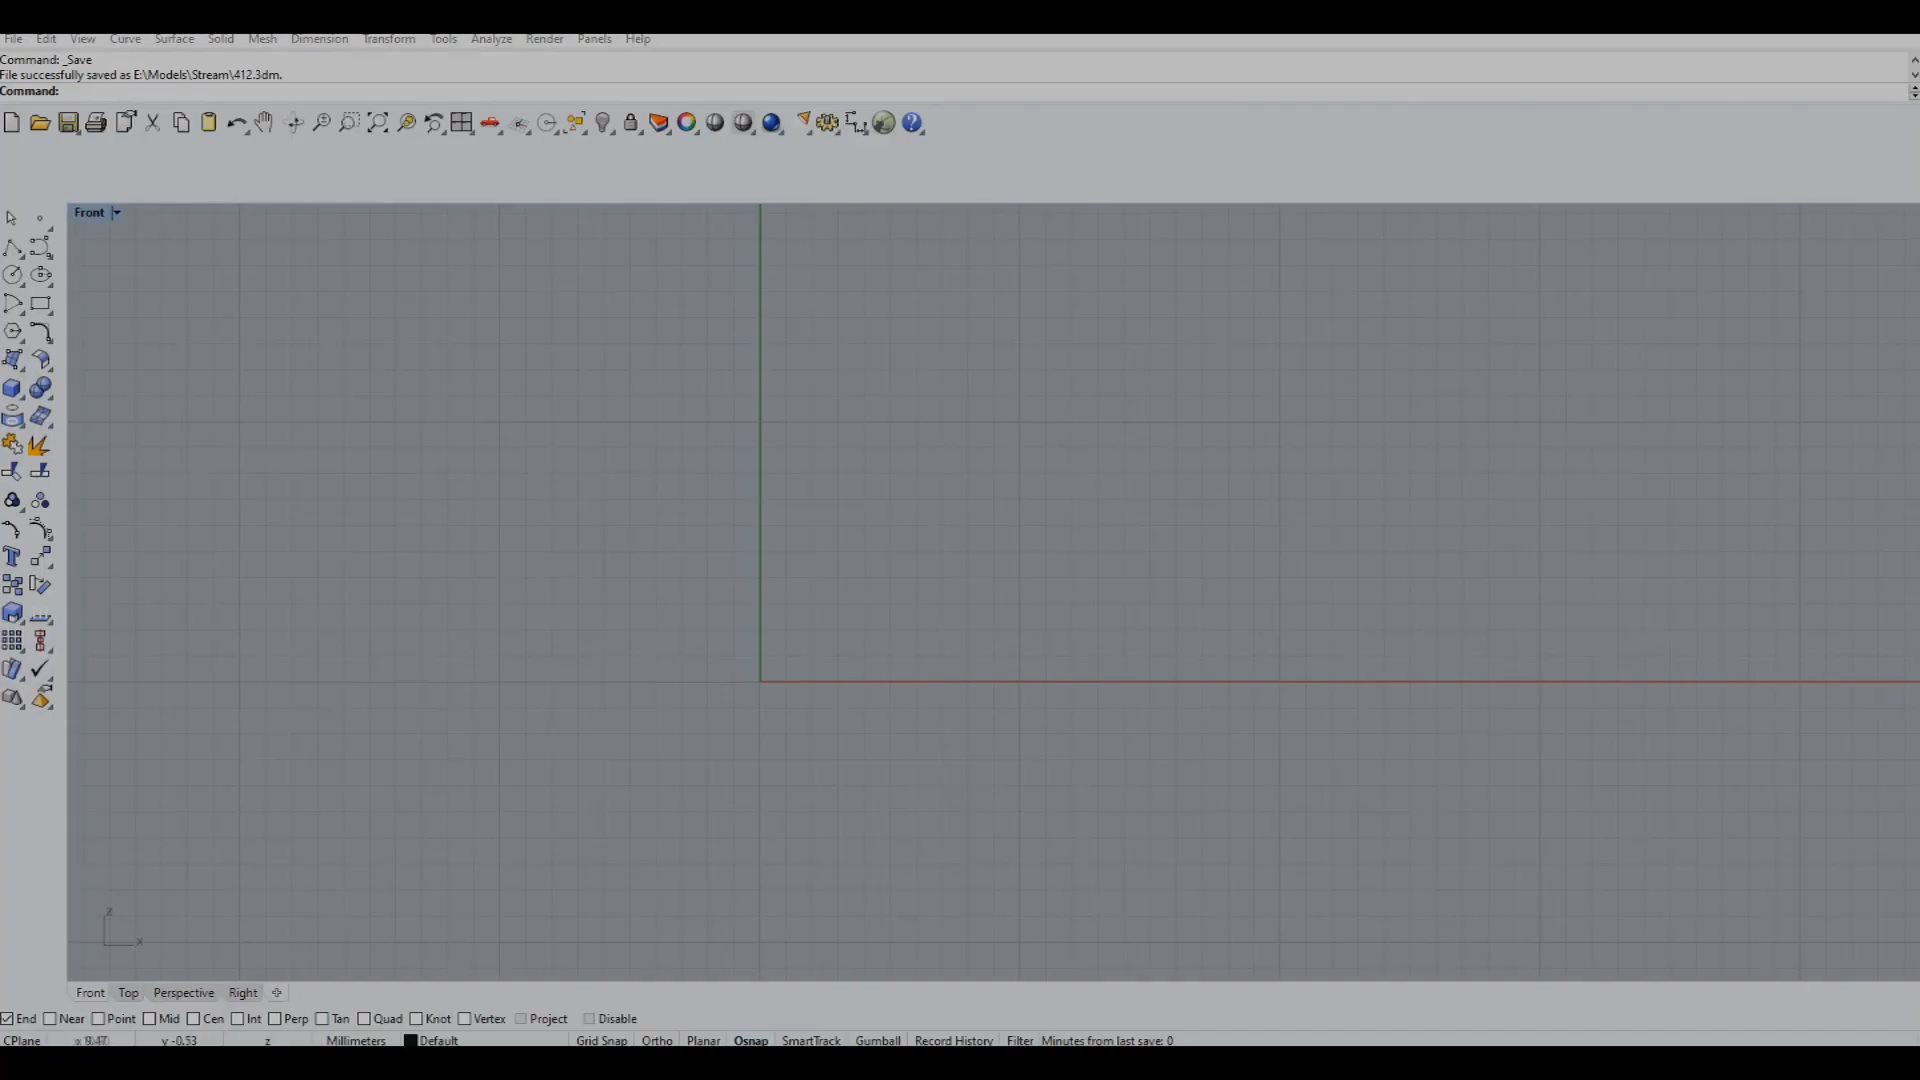 File Edit View Curve Surface Solid Mesh Dimension Transform Tools Analyze Render Panels Help
Command: _Save
File successfully saved as E:\Models\Stream\412.3dm.
Command:
Front
z
x
Front Top Perspective Right
End Near Point Mid Cen Int Perp Tan Quad Knot Vertex Project Disable
CPlane x y -0.53 z Millimeters Default Grid Snap Ortho Planar Osnap SmartTrack Gumball Record History Filter Minutes from last save: 0